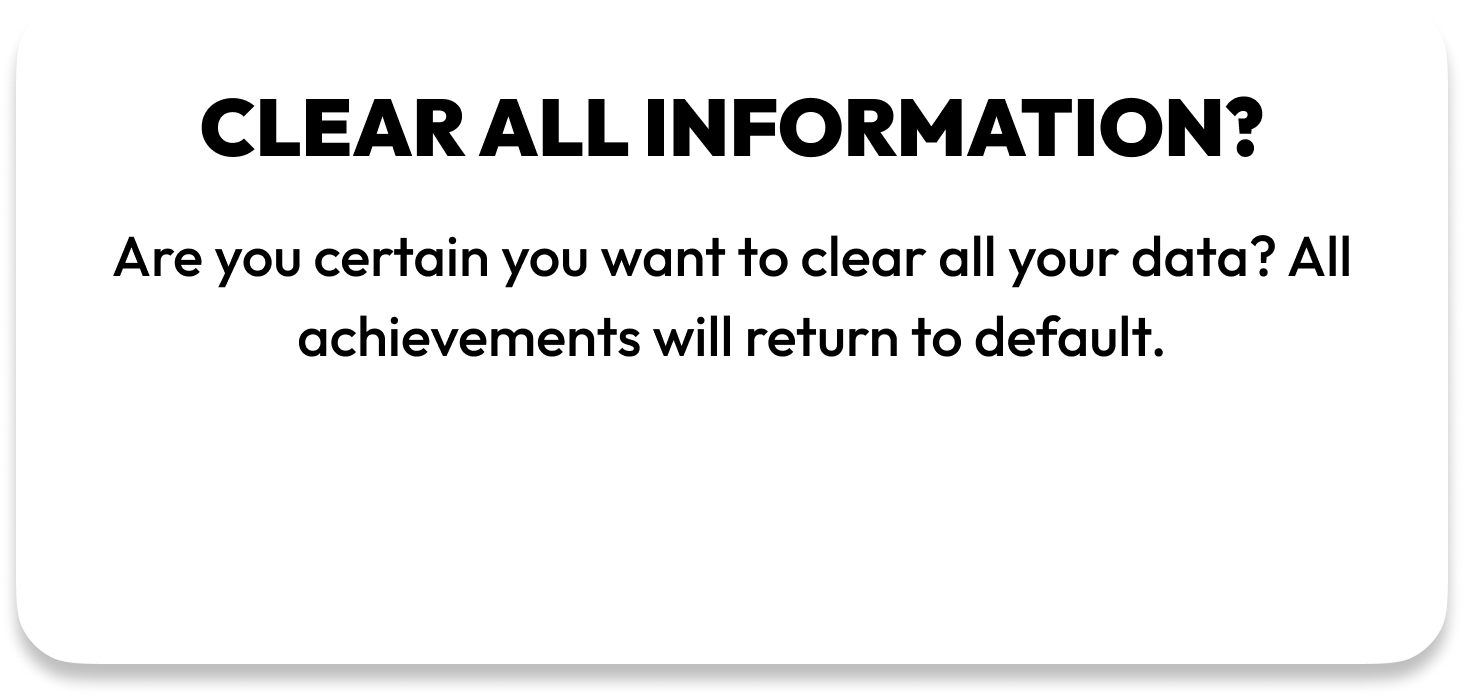 CLEAR ALL INFORMATION?
Are you certain you want to clear all your data? All
achievements will return to default.